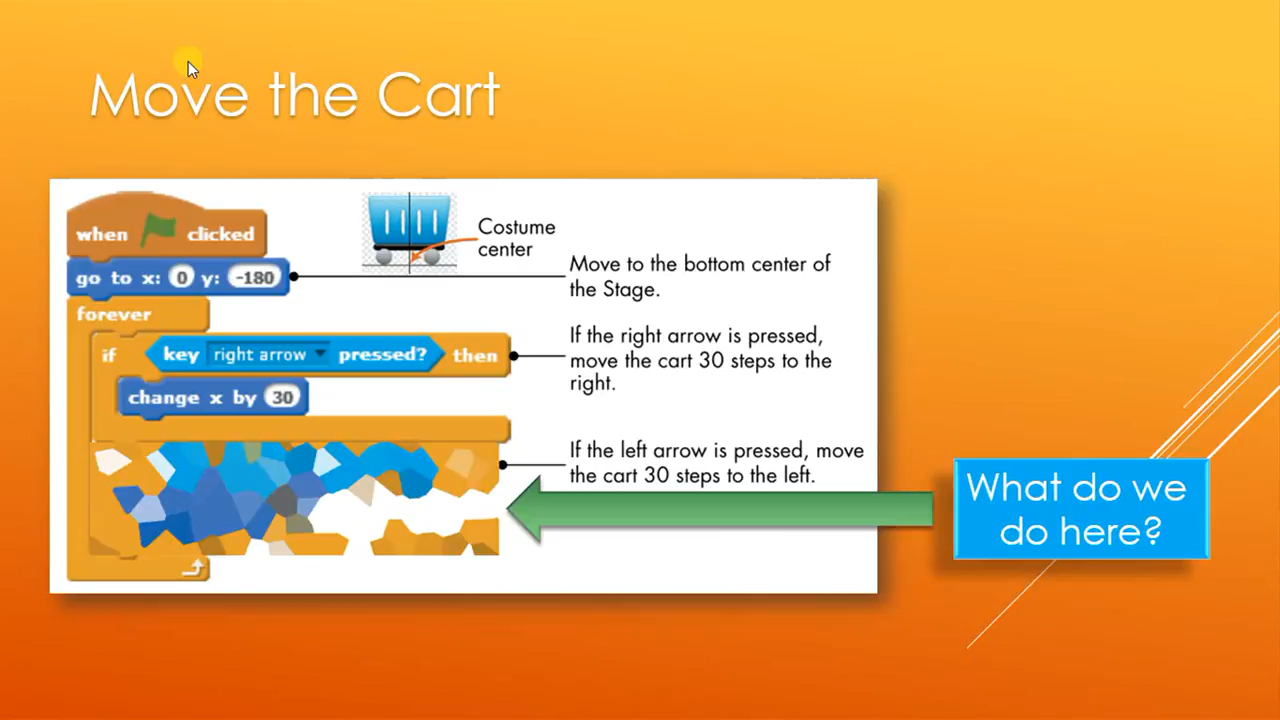 Move the Cart
when clicked
Costume
center
go to x: 0 y: -180
Move to the bottom center of
the Stage.
forever
if key right arrow pressed? then
If the right arrow is pressed,
move the cart 30 steps to the
right.
change x by 30
If the left arrow is pressed, move
the cart 30 steps to the left.
What do we
do here?